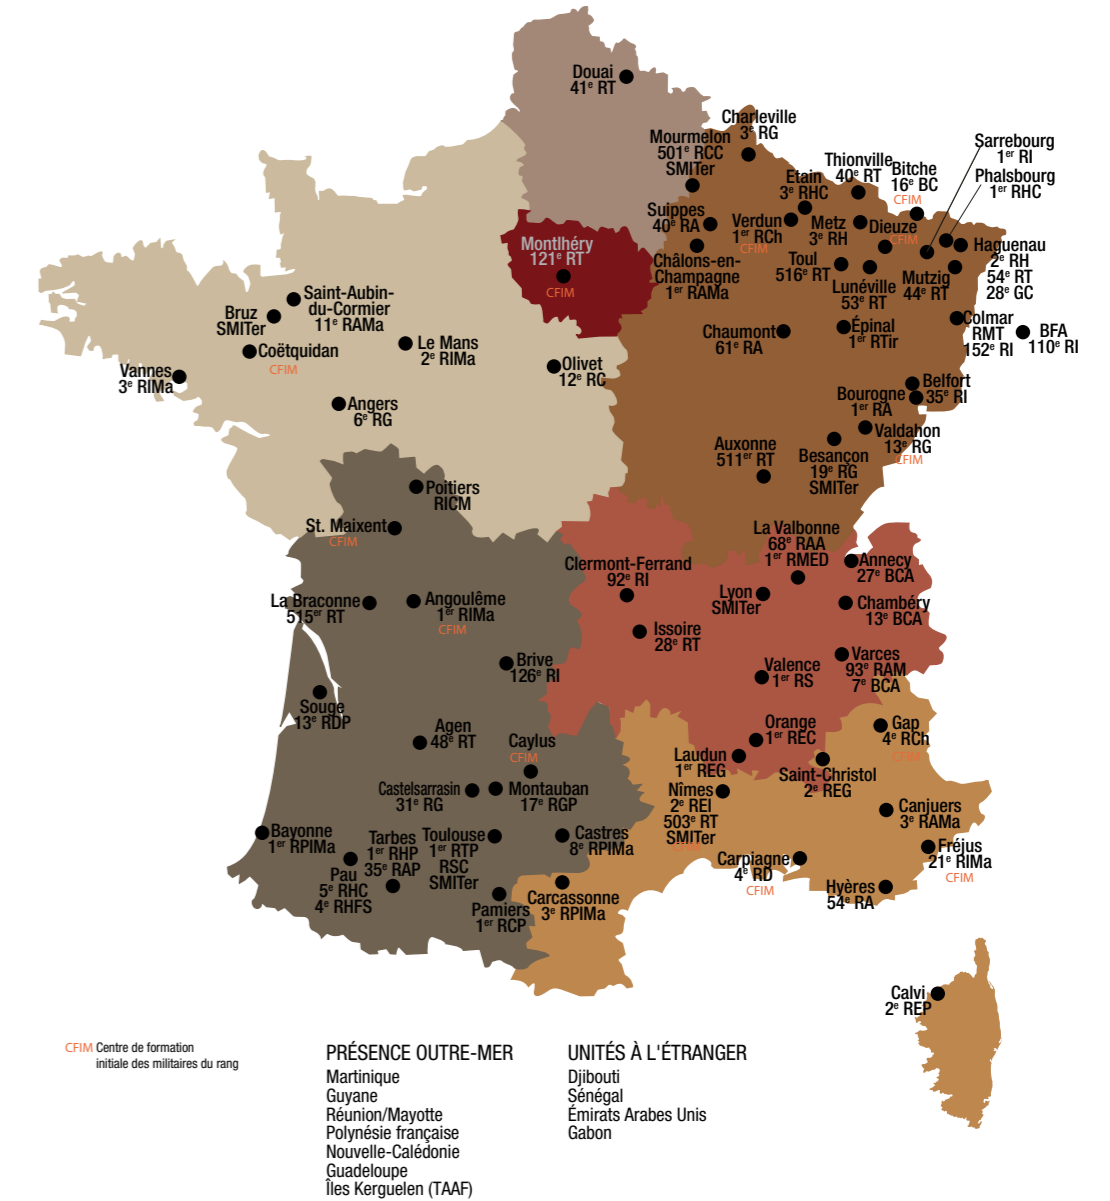 Douai
41e RT
Charleville
3e RG
Mourmelon
501e RCC
SMITer
Sarrebourg
1er RI
Phalsbourg
1er RHC
Thionville
40e RT
Bitche
16e BC
CFIM
Etain
3e RHC
Suippes
40e RA
Verdun
1er RCh
CFIM
Metz
3e RH
Dieuze
CFIM
Haguenau
2e RH
54e RT
28e GC
Montlhéry
121e RT
CFIM
Châlons-en-
Champagne
1er RAMa
Toul
516e RT
Lunéville
53e RT
Mutzig
44e RT
Saint-Aubin-
du-Cormier
11e RAMa
Bruz
SMITer
Coëtquidan
CFIM
Le Mans
2e RIMa
Chaumont
61e RA
Épinal
1er RTir
Colmar
RMT
152e RI
BFA
110e RI
Vannes
3e RIMa
Olivet
12e RC
Angers
6e RG
Belfort
35e RI
Bourogne
1er RA
Valdahon
13e RG
CFIM
Auxonne
511er RT
Besançon
19e RG
SMITer
Poitiers
RICM
St. Maixent
CFIM
La Valbonne
68e RAA
1er RMED
Clermont-Ferrand
92e RI
Annecy
27e BCA
Lyon
SMITer
Chambéry
13e BCA
La Braconne
515er RT
Angoulême
1er RIMa
CFIM
Issoire
28e RT
Brive
126e RI
Valence
1er RS
Varces
93e RAM
7e BCA
Souge
13e RDP
Agen
48e RT
Caylus
CFIM
Orange
1er REC
Gap
4e RCh
CFIM
Laudun
1er REG
Saint-Christol
2e REG
Castelsarrasin
31e RG
Montauban
17e RGP
Nîmes
2e REI
503e RT
SMITer
CFIM
Canjuers
3e RAMa
Bayonne
1er RPIMa
Tarbes
1er RHP
35e RAP
Toulouse
1er RTP
RSC
SMITer
Castres
8e RPIMa
Carpiagne
4e RD
CFIM
Fréjus
21e RIMa
CFIM
Pau
5e RHC
4e RHFS
Hyères
54e RA
Pamiers
1er RCP
Carcassonne
3e RPIMa
Calvi
2e REP
CFIM Centre de formation
initiale des militaires du rang
PRÉSENCE OUTRE-MER
Martinique
Guyane
Réunion/Mayotte
Polynésie française
Nouvelle-Calédonie
Guadeloupe
Îles Kerguelen (TAAF)
UNITÉS À L'ÉTRANGER
Djibouti
Sénégal
Émirats Arabes Unis
Gabon